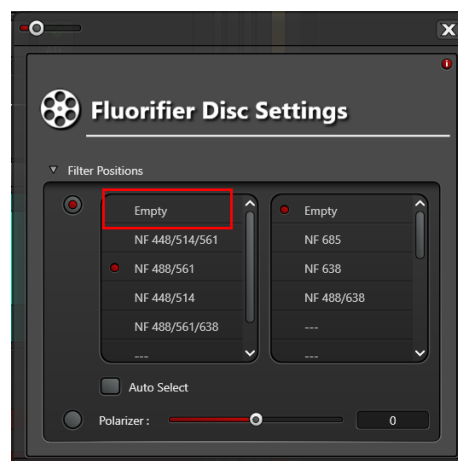 X
Fluorifier Disc Settings
Filter Positions
Empty
NF 448/514/561
NF 488/561
NF 448/514
NF 488/561/638
---
Empty
NF 685
NF 638
NF 488/638
---
---
Auto Select
Polarizer :
0